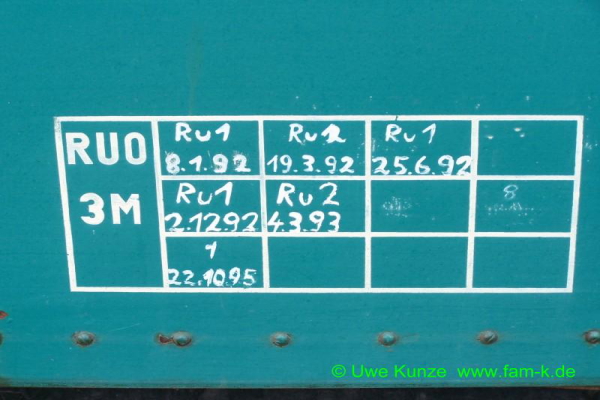 RUO
3M
Ru1 Ru2 Ru1
8.1.92 19.3.92 25.6.92
Ru1 Ru2 8
2.12.92 4.3.93
1
22.10.95
© Uwe Kunze www.fam-k.de